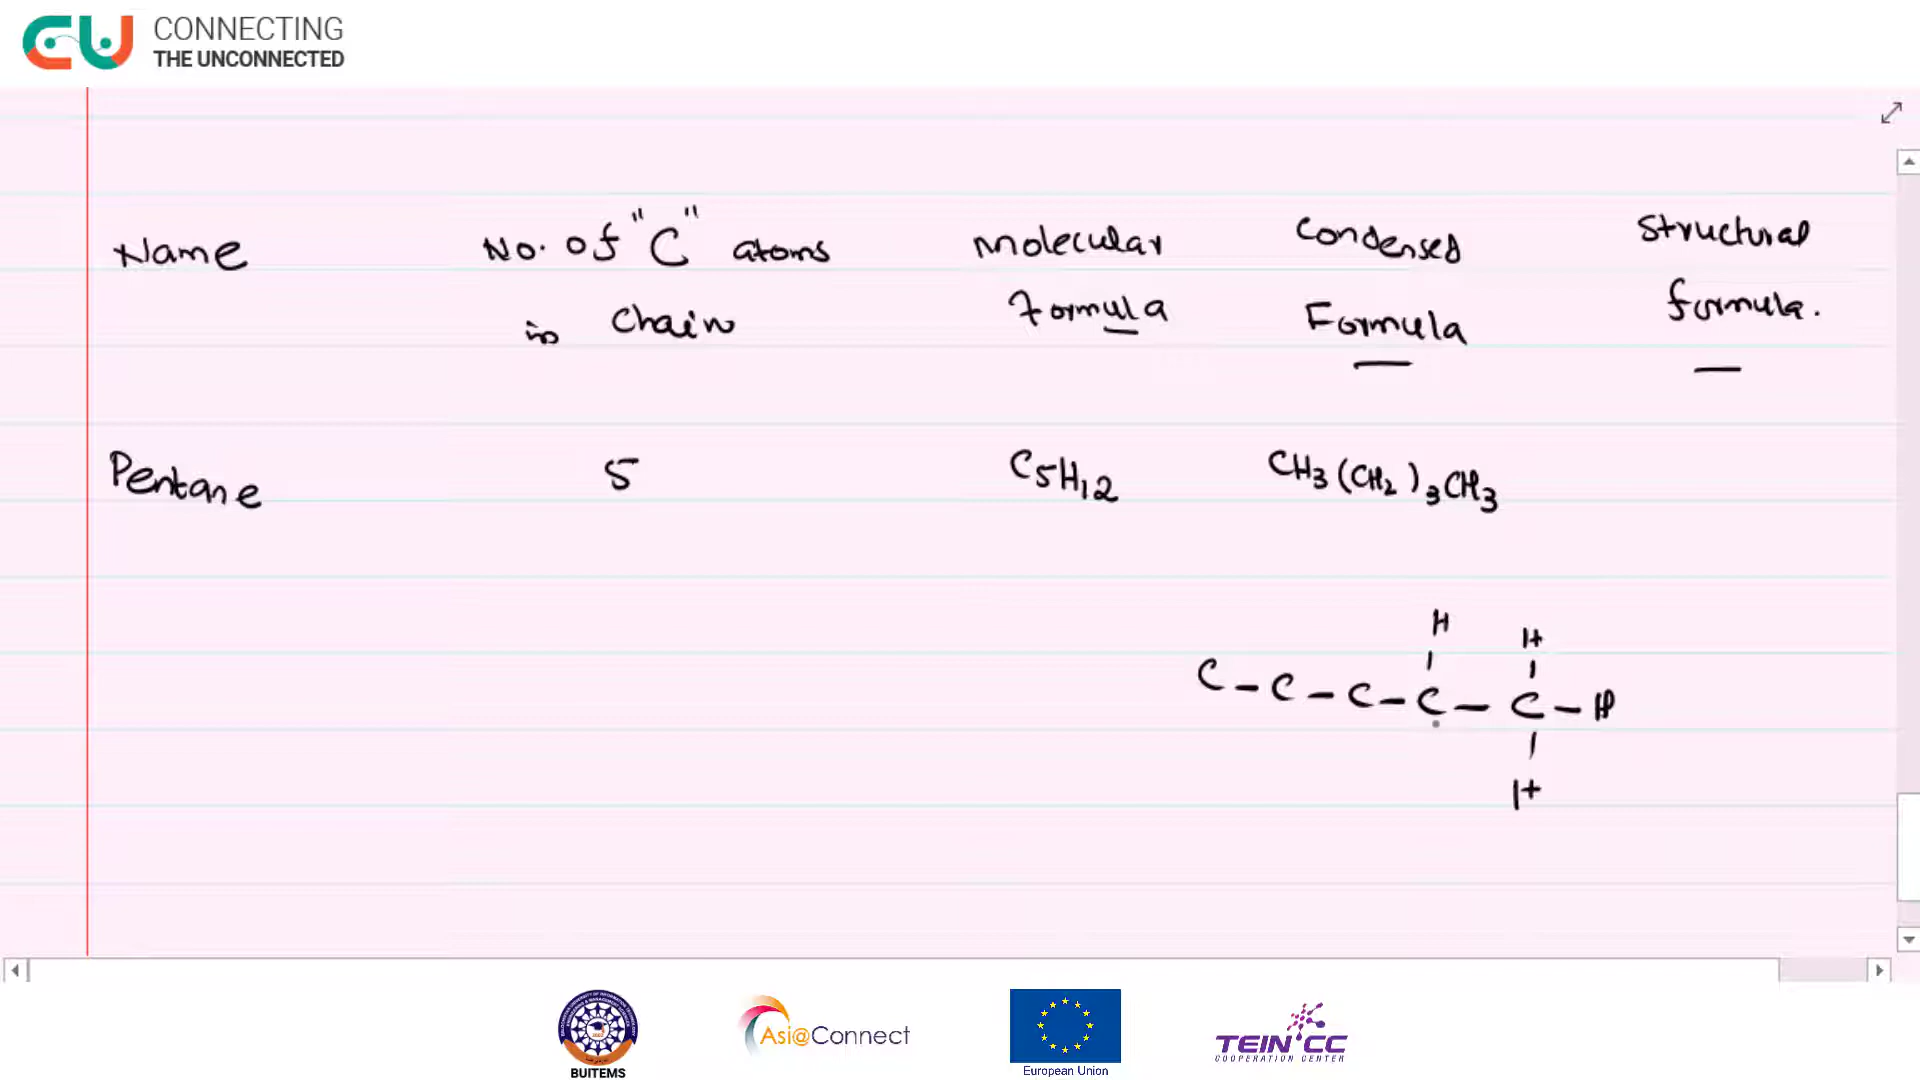 CONNECTING
THE UNCONNECTED
Name No. of "C" atoms in Chain Molecular Formula Condensed Formula Structural formula.
Pentane 5 C5H12 CH3(CH2)3CH3
H H
C - C - C - C - C - H
H
BUITEMS
Asi@Connect
European Union
TEIN*CC
COOPERATION CENTER